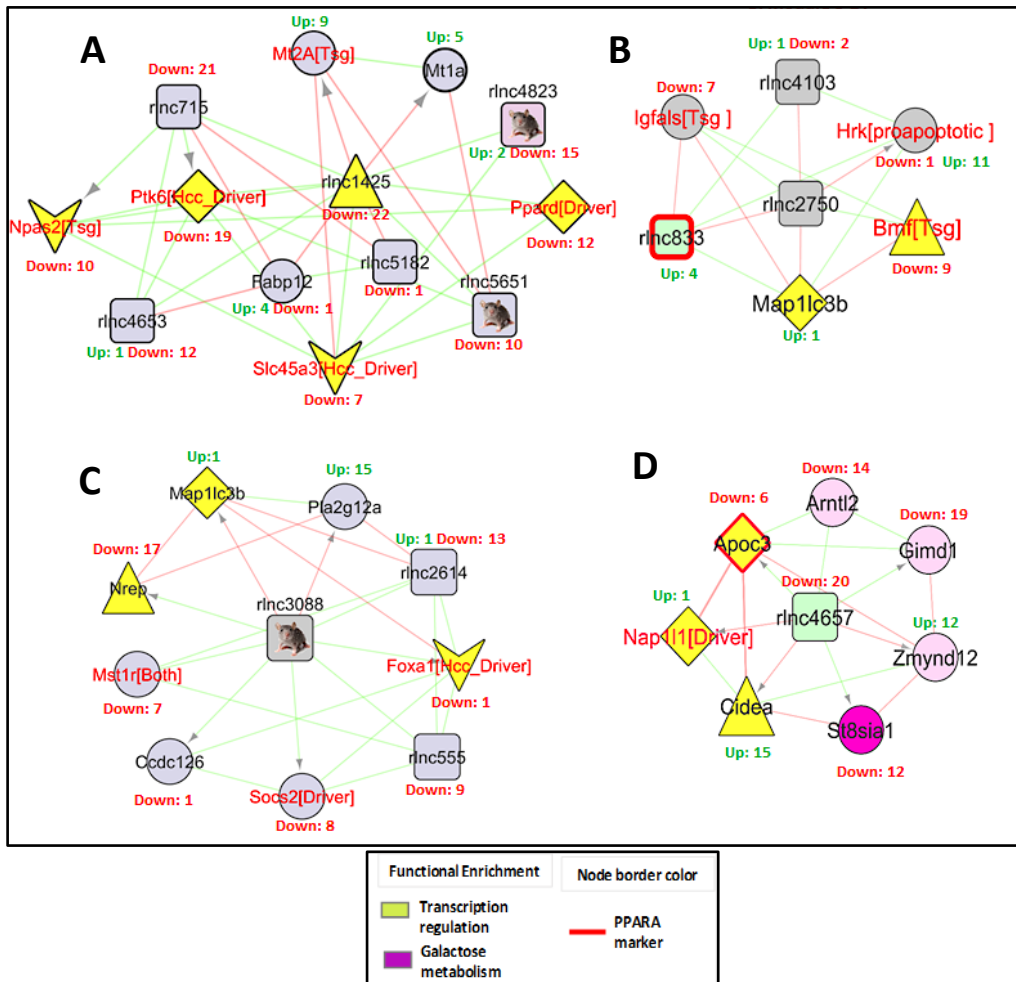 A
Up: 9
Mt2A[Tsg]
Up: 5
Mt1a
Down: 21
rlnc715
rlnc4823
Up: 2 Down: 15
rlnc1425
Down: 22
Ptk6[Hcc_Driver]
Down: 19
Npas2[Tsg]
Down: 10
Ppard[Driver]
Down: 12
rlnc5182
Down: 1
Fabp12
Up: 4 Down: 1
rlnc5651
Down: 10
rlnc4653
Up: 1 Down: 12
Slc45a3[Hcc_Driver]
Down: 7
B
Up: 1 Down: 2
rlnc4103
Down: 7
Igfals[Tsg ]
Hrk[proapoptotic ]
Down: 1 Up: 11
rlnc2750
rlnc833
Up: 4
Bmf[Tsg]
Down: 9
Map1lc3b
Up: 1
C
Up:1
Map1lc3b
Up: 15
Pla2g12a
Up: 1 Down: 13
rlnc2614
Down: 17
Nrep
rlnc3088
Mst1r[Both]
Down: 7
Foxa1[Hcc_Driver]
Down: 1
Ccdc126
Down: 1
rlnc555
Down: 9
Socs2[Driver]
Down: 8
D
Down: 14
Arntl2
Down: 6
Apoc3
Down: 19
Gimd1
Down: 20
rlnc4657
Up: 1
Nap1l1[Driver]
Up: 12
Zmynd12
Cidea
Up: 15
St8sia1
Down: 12
Functional Enrichment
Node border color
Transcription
regulation
Galactose
metabolism
PPARA
marker